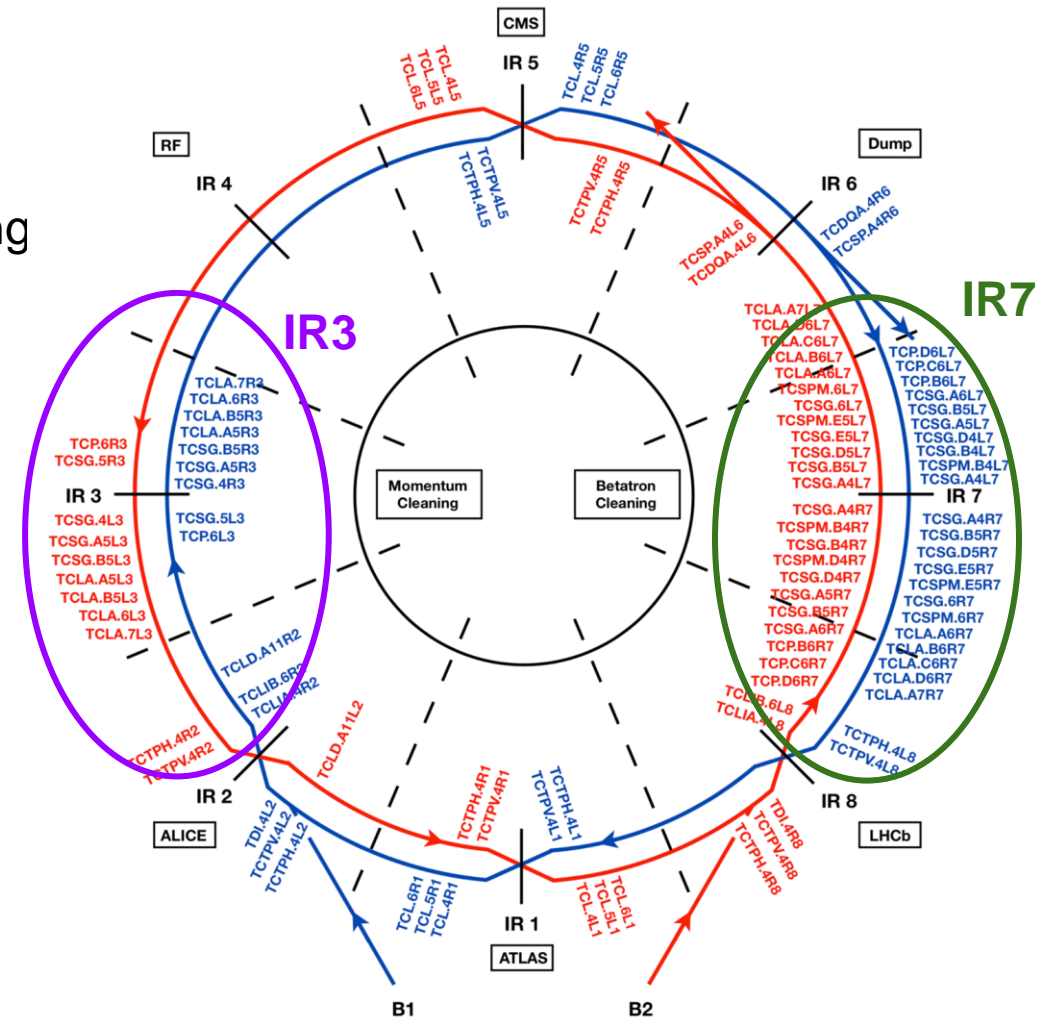 CMS
IR 5
TCL.6L5
TCL.5L5
TCL.4L5
TCL.4R5
TCL.5R5
TCL.6R5
RF
Dump
IR 4
IR 6
TCTPH.4L5
TCTPV.4L5
TCTPV.4R5
TCTPH.4R5
TCDQA.4R6
TCSP.A4R6
TCSP.A4L6
TCDQA.4L6
ng
IR3
IR7
TCLA.7R3
TCLA.6R3
TCLA.B5R3
TCLA.A5R3
TCSG.B5R3
TCSG.A5R3
TCSG.4R3
TCP.6R3
TCSG.5R3
IR 3
TCSG.5L3
TCP.6L3
TCSG.4L3
TCSG.A5L3
TCSG.B5L3
TCLA.A5L3
TCLA.B5L3
TCLA.6L3
TCLA.7L3
Momentum
Cleaning
Betatron
Cleaning
TCLA.A7L7
TCLA.D6L7
TCLA.C6L7
TCLA.B6L7
TCLA.A6L7
TCSPM.6L7
TCSG.6L7
TCSPM.E5L7
TCSG.E5L7
TCSG.D5L7
TCSG.B5L7
TCSG.A4L7
TCP.D6L7
TCP.C6L7
TCP.B6L7
TCSG.A6L7
TCSG.B5L7
TCSG.A5L7
TCSG.D4L7
TCSG.B4L7
TCSPM.B4L7
TCSG.A4L7
IR 7
TCSG.A4R7
TCSPM.B4R7
TCSG.B4R7
TCSPM.D4R7
TCSG.D4R7
TCSG.A5R7
TCSG.B5R7
TCSG.A6R7
TCP.B6R7
TCP.C6R7
TCP.D6R7
TCSG.A4R7
TCSG.B5R7
TCSG.D5R7
TCSG.E5R7
TCSPM.E5R7
TCSG.6R7
TCSPM.6R7
TCLA.A6R7
TCLA.B6R7
TCLA.C6R7
TCLA.D6R7
TCLA.A7R7
TCLD.A11R2
TCLIB.6R2
TCLIA.4R2
TCTPH.4R2
TCTPV.4R2
TCLD.A11L2
TCLIB.6L8
TCLIA.4L8
TCTPH.4L8
TCTPV.4L8
IR 2
IR 8
ALICE
LHCb
TDI.4L2
TCTPV.4L2
TCTPH.4L2
TCTPH.4R1
TCTPV.4R1
TCTPH.4L1
TCTPV.4L1
TDI.4R8
TCTPV.4R8
TCTPH.4R8
TCL.6R1
TCL.5R1
TCL.4R1
TCL.6L1
TCL.5L1
TCL.4L1
IR 1
ATLAS
B1
B2